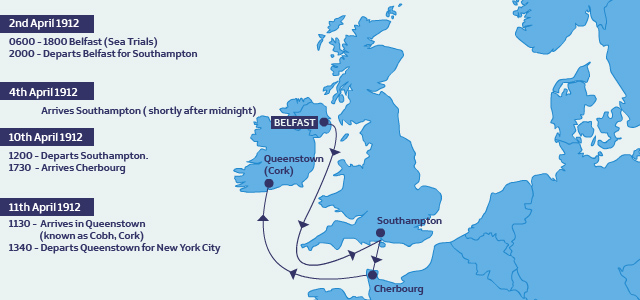 2nd April 1912
0600 - 1800 Belfast (Sea Trials)
2000 - Departs Belfast for Southampton
4th April 1912
Arrives Southampton ( shortly after midnight)
10th April 1912
1200 - Departs Southampton.
1730 - Arrives Cherbourg
11th April 1912
1130 - Arrives in Queenstown
(known as Cobh, Cork)
1340 - Departs Queenstown for New York City
BELFAST
Queenstown
(Cork)
Southampton
Cherbourg